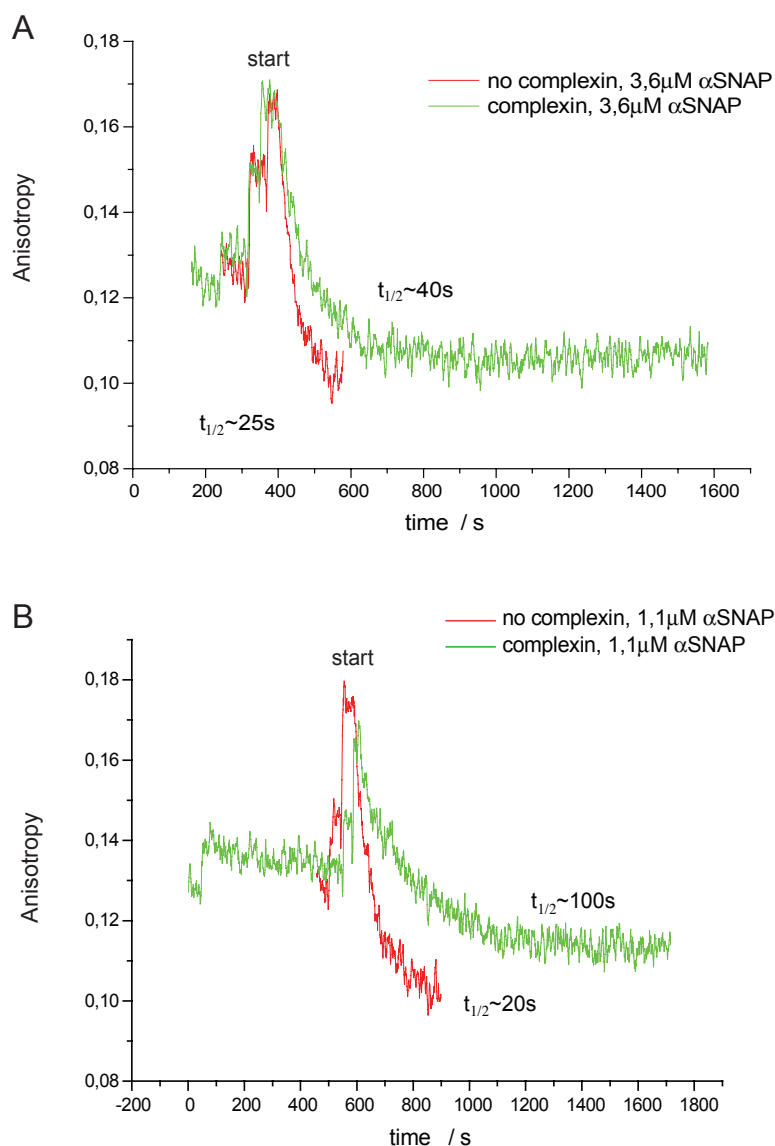 A
0,18
0,16
0,14
0,12
0,10
0,08
Anisotropy
start
no complexin, 3,6μM αSNAP
complexin, 3,6μM αSNAP
t1/2~40s
t1/2~25s
0 200 400 600 800 1000 1200 1400 1600
time / s
B
0,18
0,16
0,14
0,12
0,10
0,08
Anisotropy
start
no complexin, 1,1μM αSNAP
complexin, 1,1μM αSNAP
t1/2~100s
t1/2~20s
-200 0 200 400 600 800 1000 1200 1400 1600 1800
time / s